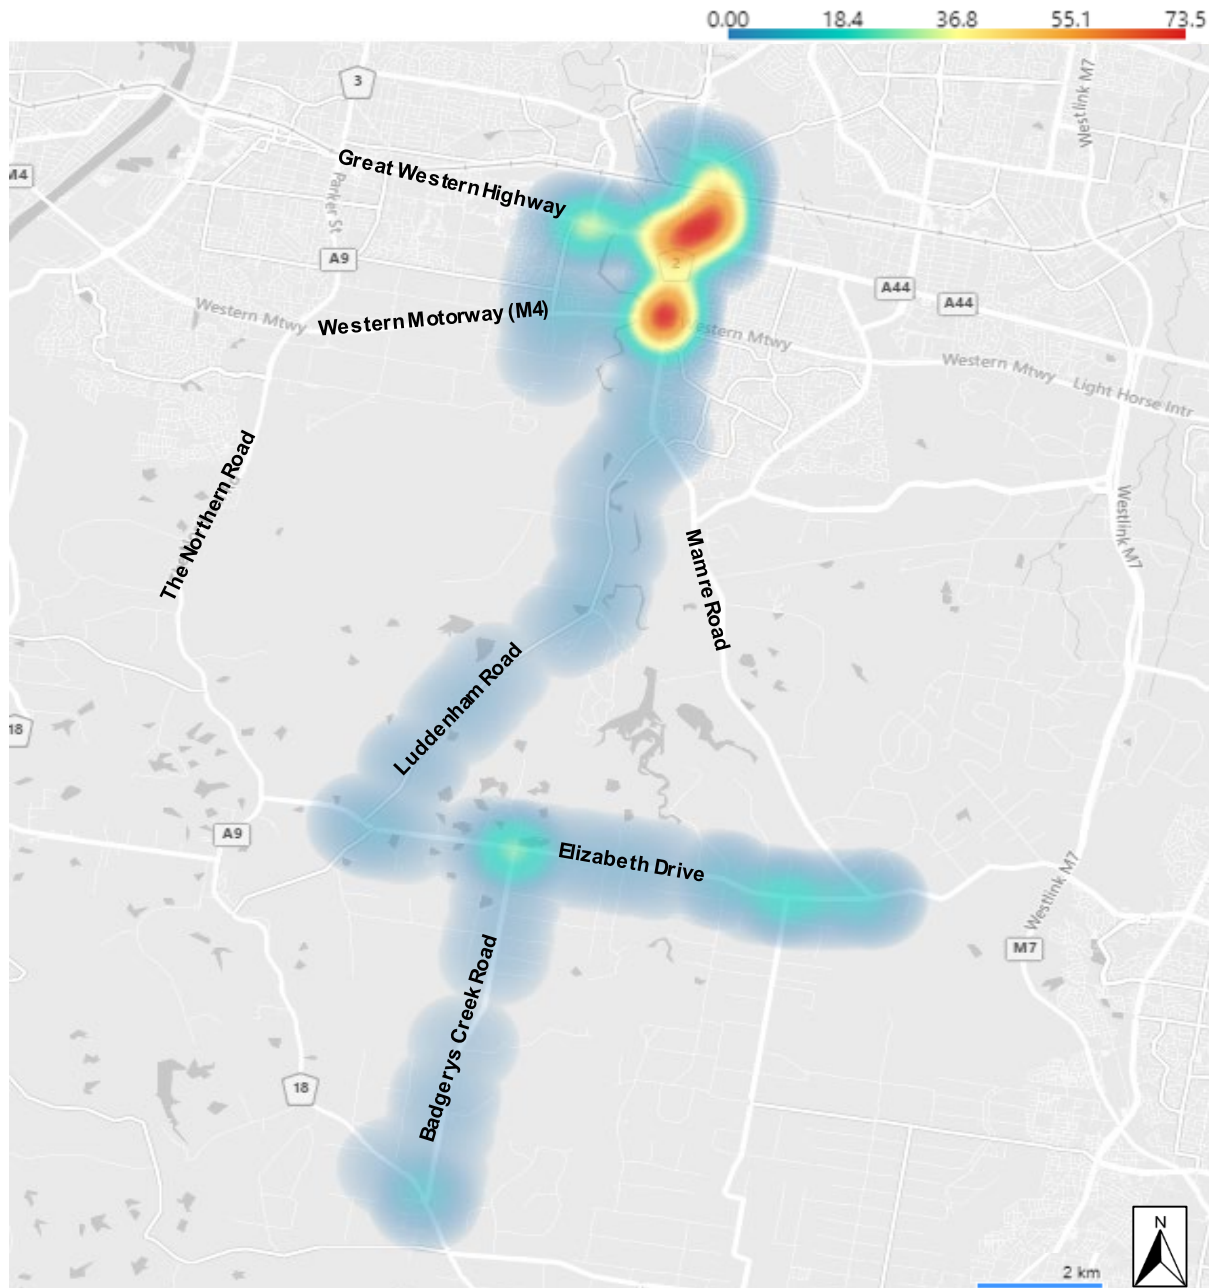 0.00 18.4 36.8 55.1 73.5
Westlink M7
3
Great Western Highway
M4
Parker St
A9
2
A44
A44
Western Mtwy
Western Motorway (M4)
Western Mtwy
Western Mtwy
Light Horse Intr
The Northern Road
Westlink M7
Mamre Road
Luddenham Road
18
A9
Elizabeth Drive
Westlink M7
M7
Badgerys Creek Road
18
N
2 km